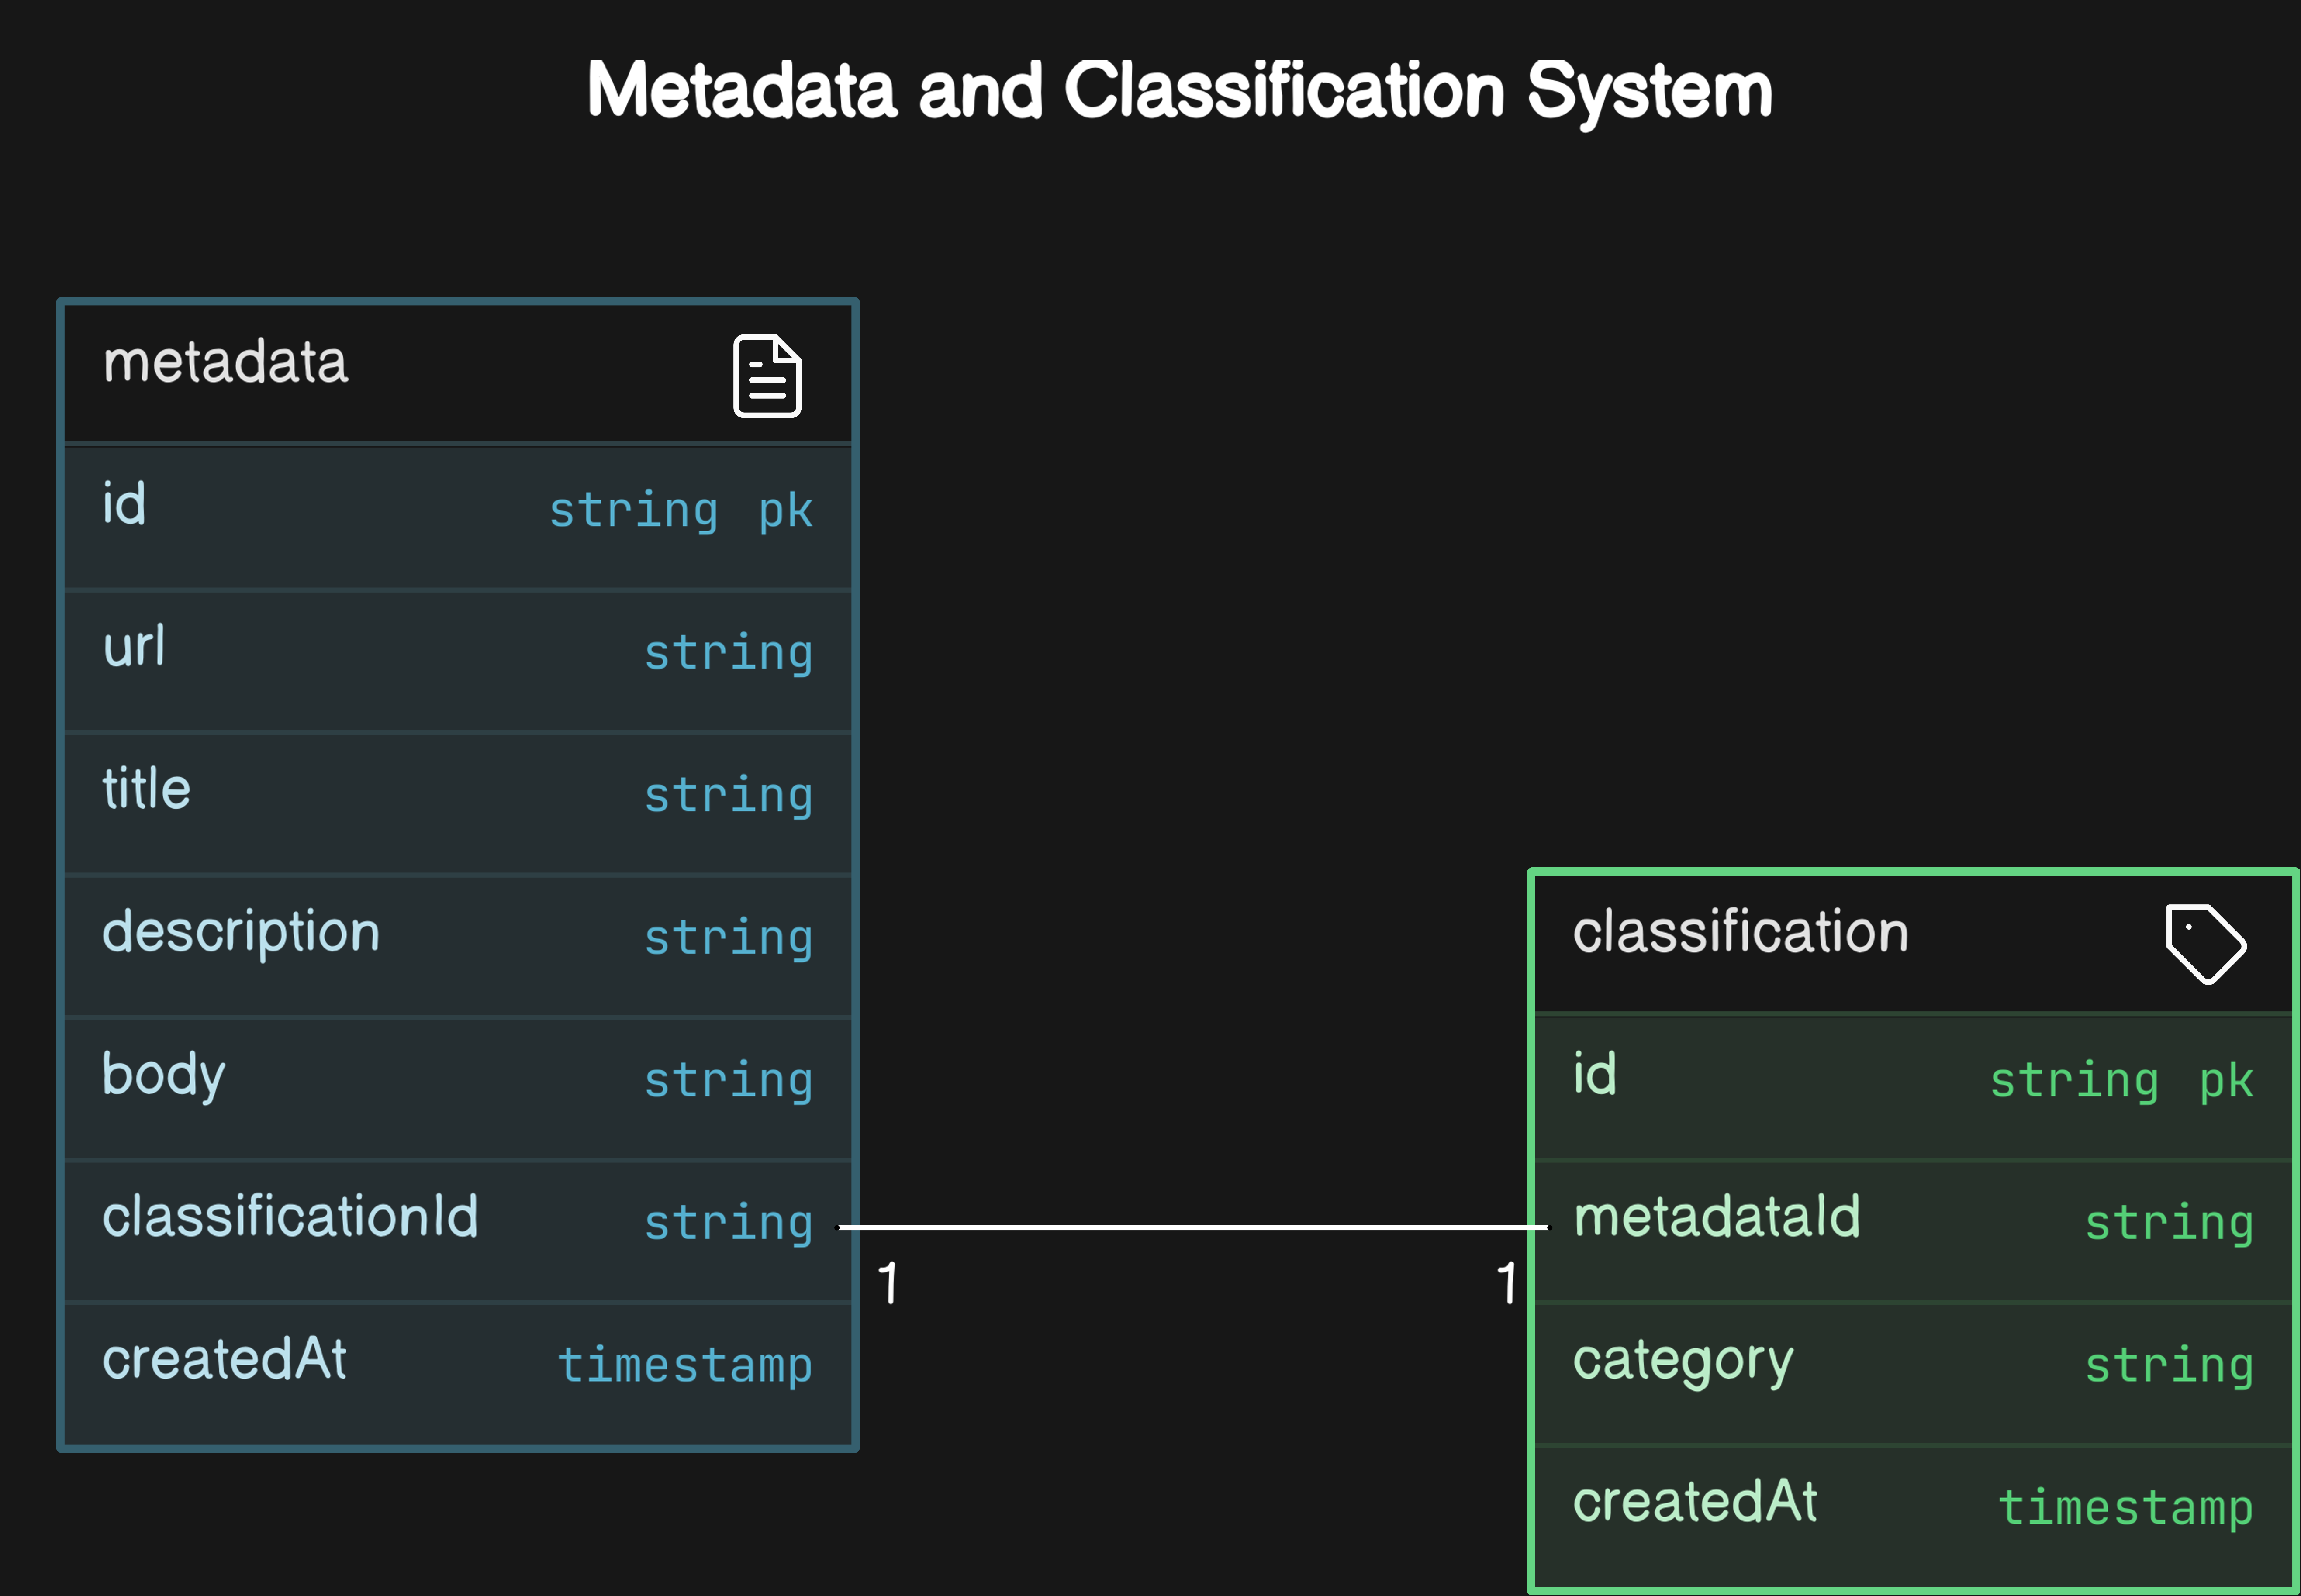 Metadata and Classification System
metadata
id string pk
url string
title string
description string
body string
classificationId string
createdAt timestamp
1 1
classification
id string pk
metadataId string
category string
createdAt timestamp